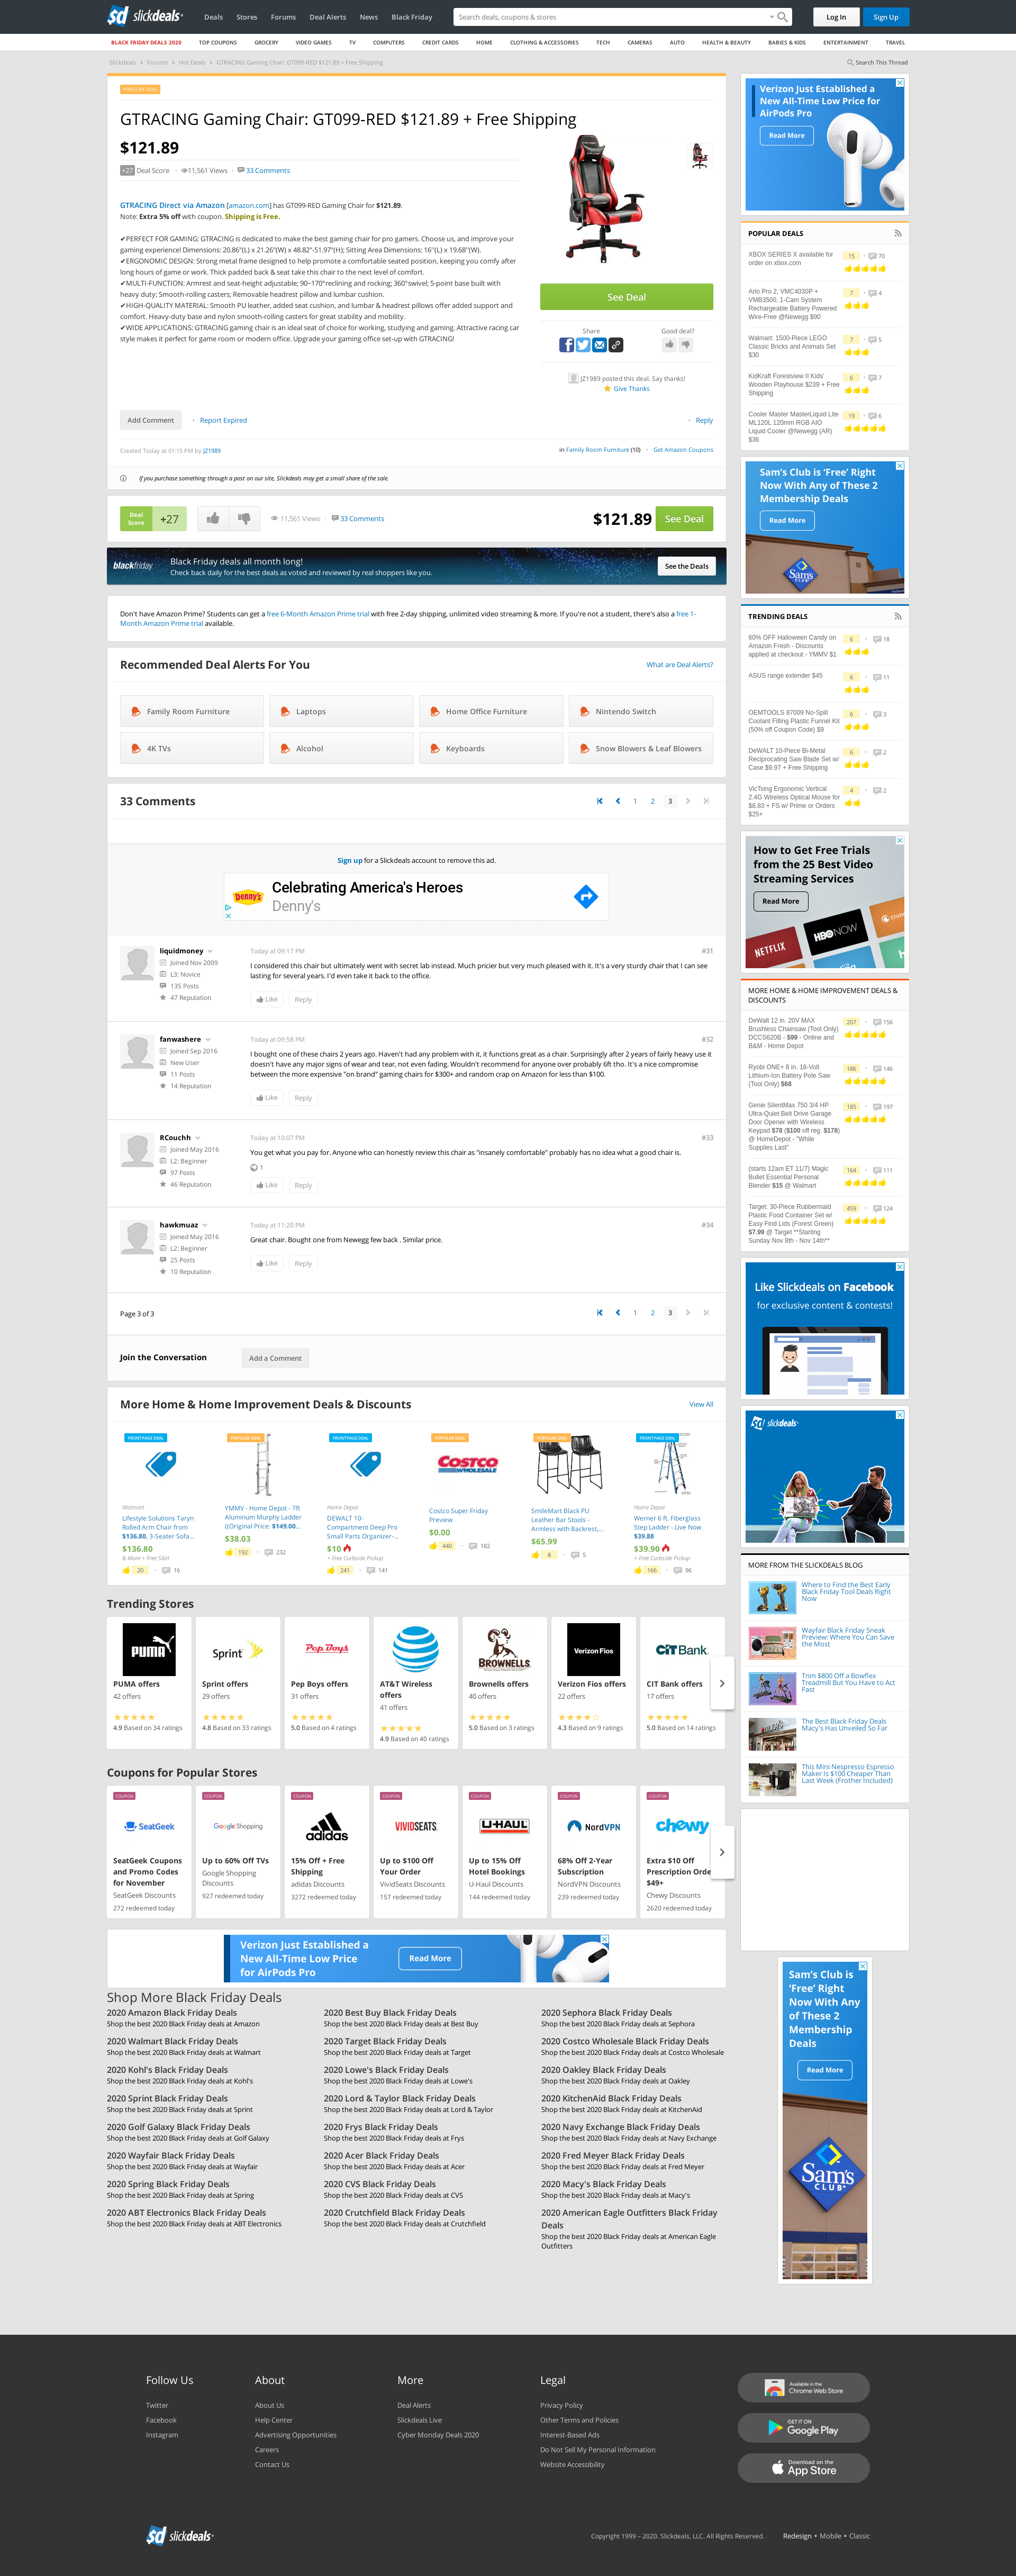 slickdeals
Deals Stores Forums Deal Alerts News Black Friday
Search deals, coupons & stores
Log In Sign Up
BLACK FRIDAY DEALS 2020 TOP COUPONS GROCERY VIDEO GAMES TV COMPUTERS CREDIT CARDS HOME CLOTHING & ACCESSORIES TECH CAMERAS AUTO HEALTH & BEAUTY BABIES & KIDS ENTERTAINMENT TRAVEL
Slickdeals › Forums › Hot Deals › GTRACING Gaming Chair: GT099-RED $121.89 + Free Shipping
Search This Thread
POPULAR DEAL
GTRACING Gaming Chair: GT099-RED $121.89 + Free Shipping
$121.89
+27 Deal Score · 11,561 Views · 33 Comments
GTRACING Direct via Amazon [amazon.com] has GT099-RED Gaming Chair for $121.89.
Note: Extra 5% off with coupon. Shipping is Free.
✔PERFECT FOR GAMING: GTRACING is dedicated to make the best gaming chair for pro gamers. Choose us, and improve your
gaming experience! Dimensions: 20.86"(L) x 21.26"(W) x 48.82"-51.97"(H); Siting Area Dimensions: 16"(L) x 19.68"(W).
✔ERGONOMIC DESIGN: Strong metal frame designed to help promote a comfortable seated position, keeping you comfy after
long hours of game or work. Thick padded back & seat take this chair to the next level of comfort.
✔MULTI-FUNCTION: Armrest and seat-height adjustable; 90~170°reclining and rocking; 360°swivel; 5-point base built with
heavy duty; Smooth-rolling casters; Removable headrest pillow and lumbar cushion.
✔HIGH-QUALITY MATERIAL: Smooth PU leather, added seat cushion, and lumbar & headrest pillows offer added support and
comfort. Heavy-duty base and nylon smooth-rolling casters for great stability and mobility.
✔WIDE APPLICATIONS: GTRACING gaming chair is an ideal seat of choice for working, studying and gaming. Attractive racing car
style makes it perfect for game room or modern office. Upgrade your gaming office set-up with GTRACING!
See Deal
Share Good deal?
JZ1989 posted this deal. Say thanks!
Give Thanks
Add Comment · Report Expired · Reply
Created Today at 01:15 PM by JZ1989
in Family Room Furniture (10) · Get Amazon Coupons
If you purchase something through a post on our site, Slickdeals may get a small share of the sale.
Deal Score +27 11,561 Views · 33 Comments $121.89 See Deal
blackfriday
Black Friday deals all month long!
Check back daily for the best deals as voted and reviewed by real shoppers like you.
See the Deals
Don't have Amazon Prime? Students can get a free 6-Month Amazon Prime trial with free 2-day shipping, unlimited video streaming & more. If you're not a student, there's also a free 1-
Month Amazon Prime trial available.
Recommended Deal Alerts For You
What are Deal Alerts?
Family Room Furniture Laptops Home Office Furniture Nintendo Switch
4K TVs Alcohol Keyboards Snow Blowers & Leaf Blowers
33 Comments
1 2 3
Sign up for a Slickdeals account to remove this ad.
Denny's
Celebrating America's Heroes
Denny's
liquidmoney
Joined Nov 2009
L3: Novice
135 Posts
47 Reputation
Today at 09:17 PM #31
I considered this chair but ultimately went with secret lab instead. Much pricier but very much pleased with it. It's a very sturdy chair that I can see
lasting for several years. I'd even take it back to the office.
Like Reply
fanwashere
Joined Sep 2016
New User
11 Posts
14 Reputation
Today at 09:58 PM #32
I bought one of these chairs 2 years ago. Haven't had any problem with it, it functions great as a chair. Surprisingly after 2 years of fairly heavy use it
doesn't have any major signs of wear and tear, not even fading. Wouldn't recommend for anyone over probably 6ft tho. It's a nice compromise
between the more expensive "on brand" gaming chairs for $300+ and random crap on Amazon for less than $100.
Like Reply
RCouchh
Joined May 2016
L2: Beginner
97 Posts
46 Reputation
Today at 10:07 PM #33
You get what you pay for. Anyone who can honestly review this chair as "insanely comfortable" probably has no idea what a good chair is.
1
Like Reply
hawkmuaz
Joined May 2016
L2: Beginner
25 Posts
10 Reputation
Today at 11:20 PM #34
Great chair. Bought one from Newegg few back . Similar price.
Like Reply
Page 3 of 3
1 2 3
Join the Conversation Add a Comment
More Home & Home Improvement Deals & Discounts
View All
FRONTPAGE DEAL
Walmart
Lifestyle Solutions Taryn
Rolled Arm Chair from
$136.80, 3-Seater Sofa...
$136.80
& More + Free S&H
20 · 16
POPULAR DEAL
YMMV - Home Depot - 7ft
Aluminum Murphy Ladder
((Original Price: $149.00...
$38.03
192 · 232
FRONTPAGE DEAL
Home Depot
DEWALT 10-
Compartment Deep Pro
Small Parts Organizer-...
$10
+ Free Curbside Pickup
241 · 141
POPULAR DEAL
COSTCO WHOLESALE
Costco Super Friday
Preview
$0.00
440 · 182
POPULAR DEAL
SmileMart Black PU
Leather Bar Stools -
Armless with Backrest,...
$65.99
8 · 5
FRONTPAGE DEAL
Home Depot
Werner 6 ft. Fiberglass
Step Ladder - Live Now
$39.88
$39.90
+ Free Curbside Pickup
166 · 96
Trending Stores
PUMA
PUMA offers
42 offers
4.9 Based on 34 ratings
Sprint
Sprint offers
29 offers
4.8 Based on 33 ratings
Pep Boys
Pep Boys offers
31 offers
5.0 Based on 4 ratings
AT&T Wireless
offers
41 offers
4.9 Based on 40 ratings
BROWNELLS
Brownells offers
40 offers
5.0 Based on 3 ratings
Verizon Fios
Verizon Fios offers
22 offers
4.3 Based on 9 ratings
CIT Bank
CIT Bank offers
17 offers
5.0 Based on 14 ratings
Coupons for Popular Stores
COUPON
SeatGeek
SeatGeek Coupons
and Promo Codes
for November
SeatGeek Discounts
272 redeemed today
COUPON
Google Shopping
Up to 60% Off TVs
Google Shopping
Discounts
927 redeemed today
COUPON
adidas
15% Off + Free
Shipping
adidas Discounts
3272 redeemed today
COUPON
VIVIDSEATS
Up to $100 Off
Your Order
VividSeats Discounts
157 redeemed today
COUPON
U-HAUL
Up to 15% Off
Hotel Bookings
U-Haul Discounts
144 redeemed today
COUPON
NordVPN
68% Off 2-Year
Subscription
NordVPN Discounts
239 redeemed today
COUPON
chewy
Extra $10 Off
Prescription Orde
$49+
Chewy Discounts
2620 redeemed today
Verizon Just Established a
New All-Time Low Price
for AirPods Pro
Read More
Shop More Black Friday Deals
2020 Amazon Black Friday Deals
Shop the best 2020 Black Friday deals at Amazon
2020 Walmart Black Friday Deals
Shop the best 2020 Black Friday deals at Walmart
2020 Kohl's Black Friday Deals
Shop the best 2020 Black Friday deals at Kohl's
2020 Sprint Black Friday Deals
Shop the best 2020 Black Friday deals at Sprint
2020 Golf Galaxy Black Friday Deals
Shop the best 2020 Black Friday deals at Golf Galaxy
2020 Wayfair Black Friday Deals
Shop the best 2020 Black Friday deals at Wayfair
2020 Spring Black Friday Deals
Shop the best 2020 Black Friday deals at Spring
2020 ABT Electronics Black Friday Deals
Shop the best 2020 Black Friday deals at ABT Electronics
2020 Best Buy Black Friday Deals
Shop the best 2020 Black Friday deals at Best Buy
2020 Target Black Friday Deals
Shop the best 2020 Black Friday deals at Target
2020 Lowe's Black Friday Deals
Shop the best 2020 Black Friday deals at Lowe's
2020 Lord & Taylor Black Friday Deals
Shop the best 2020 Black Friday deals at Lord & Taylor
2020 Frys Black Friday Deals
Shop the best 2020 Black Friday deals at Frys
2020 Acer Black Friday Deals
Shop the best 2020 Black Friday deals at Acer
2020 CVS Black Friday Deals
Shop the best 2020 Black Friday deals at CVS
2020 Crutchfield Black Friday Deals
Shop the best 2020 Black Friday deals at Crutchfield
2020 Sephora Black Friday Deals
Shop the best 2020 Black Friday deals at Sephora
2020 Costco Wholesale Black Friday Deals
Shop the best 2020 Black Friday deals at Costco Wholesale
2020 Oakley Black Friday Deals
Shop the best 2020 Black Friday deals at Oakley
2020 KitchenAid Black Friday Deals
Shop the best 2020 Black Friday deals at KitchenAid
2020 Navy Exchange Black Friday Deals
Shop the best 2020 Black Friday deals at Navy Exchange
2020 Fred Meyer Black Friday Deals
Shop the best 2020 Black Friday deals at Fred Meyer
2020 Macy's Black Friday Deals
Shop the best 2020 Black Friday deals at Macy's
2020 American Eagle Outfitters Black Friday
Deals
Shop the best 2020 Black Friday deals at American Eagle
Outfitters
Verizon Just Established a
New All-Time Low Price for
AirPods Pro
Read More
POPULAR DEALS
XBOX SERIES X available for
order on xbox.com
15 · 70
Arlo Pro 2, VMC4030P +
VMB3500, 1-Cam System
Rechargeable Battery Powered
Wire-Free @Newegg $90
7 · 4
Walmart: 1500-Piece LEGO
Classic Bricks and Animals Set
$30
7 · 5
KidKraft Forestview II Kids'
Wooden Playhouse $239 + Free
Shipping
6 · 7
Cooler Master MasterLiquid Lite
ML120L 120mm RGB AIO
Liquid Cooler @Newegg (AR)
$36
19 · 6
Sam's Club is 'Free' Right
Now With Any of These 2
Membership Deals
Read More
Sam's CLUB
TRENDING DEALS
60% OFF Halloween Candy on
Amazon Fresh - Discounts
applied at checkout - YMMV $1
6 · 18
ASUS range extender $45
6 · 11
OEMTOOLS 87009 No-Spill
Coolant Filling Plastic Funnel Kit
(50% off Coupon Code) $9
6 · 3
DeWALT 10-Piece Bi-Metal
Reciprocating Saw Blade Set w/
Case $9.97 + Free Shipping
6 · 2
VicTsing Ergonomic Vertical
2.4G Wireless Optical Mouse for
$8.83 + FS w/ Prime or Orders
$25+
4 · 2
How to Get Free Trials
from the 25 Best Video
Streaming Services
Read More
NETFLIX HBO NOW crunchyroll
MORE HOME & HOME IMPROVEMENT DEALS &
DISCOUNTS
DeWalt 12 in. 20V MAX
Brushless Chainsaw (Tool Only)
DCCS620B - $99 - Online and
B&M - Home Depot
207 · 156
Ryobi ONE+ 8 in. 18-Volt
Lithium-Ion Battery Pole Saw
(Tool Only) $68
186 · 146
Genie SilentMax 750 3/4 HP
Ultra-Quiet Belt Drive Garage
Door Opener with Wireless
Keypad $78 ($100 off reg. $178)
@ HomeDepot - "While
Supplies Last"
185 · 197
(starts 12am ET 11/7) Magic
Bullet Essential Personal
Blender $15 @ Walmart
164 · 111
Target: 30-Piece Rubbermaid
Plastic Food Container Set w/
Easy Find Lids (Forest Green)
$7.99 @ Target **Starting
Sunday Nov 8th - Nov 14th**
459 · 124
Like Slickdeals on Facebook
for exclusive content & contests!
slickdeals
MORE FROM THE SLICKDEALS BLOG
Where to Find the Best Early
Black Friday Tool Deals Right
Now
Wayfair Black Friday Sneak
Preview: Where You Can Save
the Most
Trim $800 Off a Bowflex
Treadmill But You Have to Act
Fast
The Best Black Friday Deals
Macy's Has Unveiled So Far
This Mini Nespresso Espresso
Maker Is $100 Cheaper Than
Last Week (Frother Included)
Sam's Club is
'Free' Right
Now With Any
of These 2
Membership
Deals
Read More
Sam's CLUB
Follow Us
Twitter
Facebook
Instagram
About
About Us
Help Center
Advertising Opportunities
Careers
Contact Us
More
Deal Alerts
Slickdeals Live
Cyber Monday Deals 2020
Legal
Privacy Policy
Other Terms and Policies
Interest-Based Ads
Do Not Sell My Personal Information
Website Accessibility
Available in the
Chrome Web Store
GET IT ON
Google Play
Download on the
App Store
slickdeals
Copyright 1999 – 2020. Slickdeals, LLC. All Rights Reserved. Redesign • Mobile • Classic